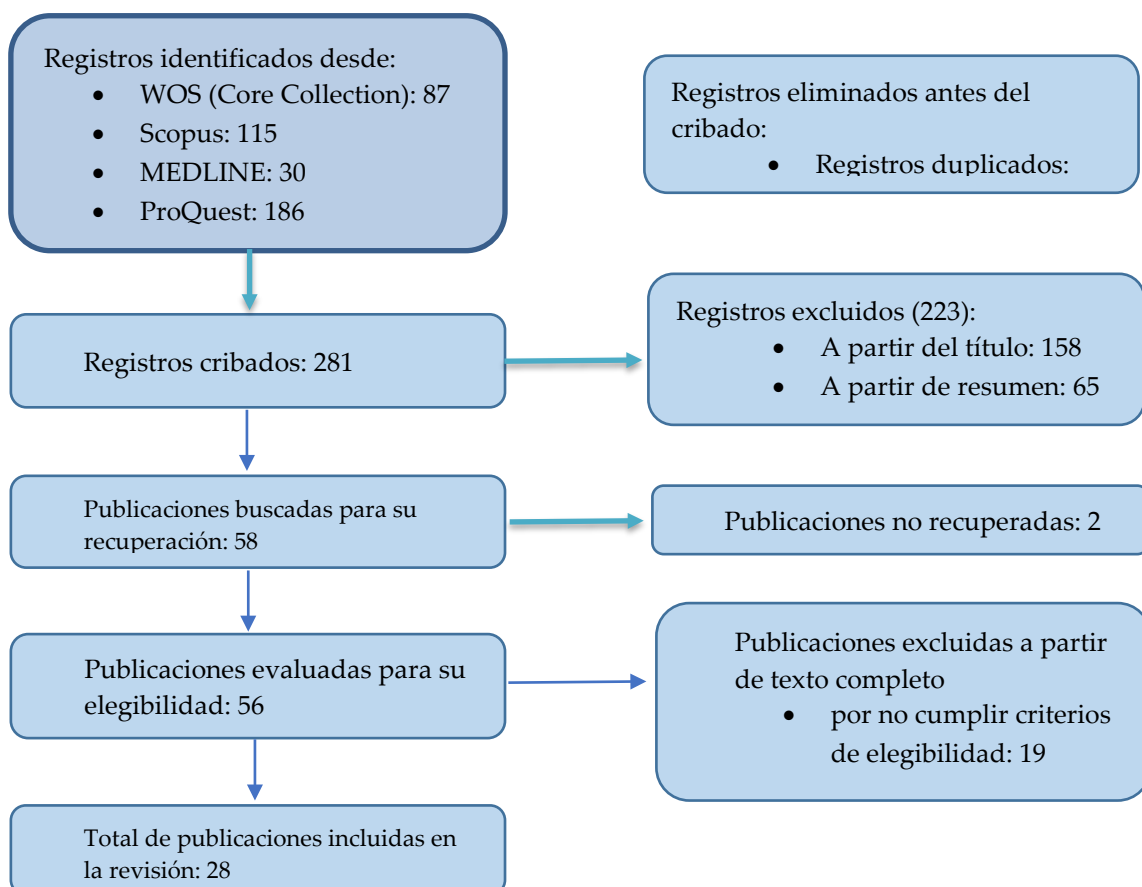 Registros identificados desde:
• WOS (Core Collection): 87
• Scopus: 115
• MEDLINE: 30
• ProQuest: 186
Registros eliminados antes del
cribado:
• Registros duplicados:
Registros cribados: 281
Registros excluidos (223):
• A partir del título: 158
• A partir de resumen: 65
Publicaciones buscadas para su
recuperación: 58
Publicaciones no recuperadas: 2
Publicaciones evaluadas para su
elegibilidad: 56
Publicaciones excluidas a partir
de texto completo
• por no cumplir criterios
de elegibilidad: 19
Total de publicaciones incluidas en
la revisión: 28